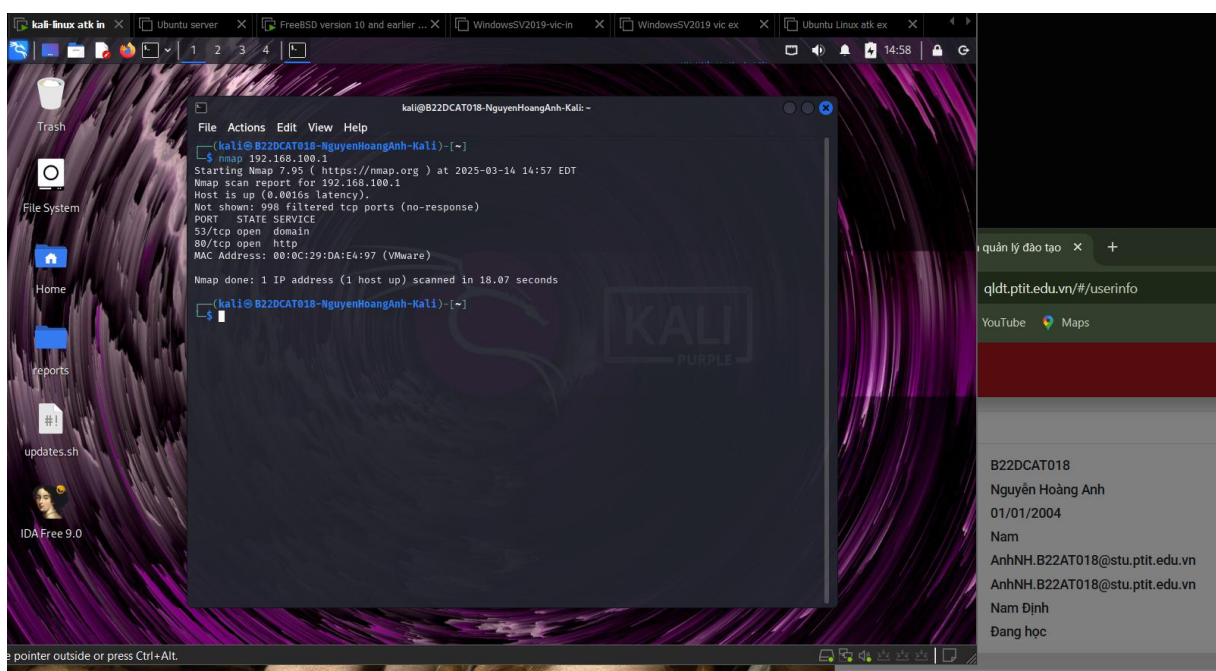 kali-linux atk in
Ubuntu server
FreeBSD version 10 and earlier ...
WindowsSV2019-vic-in
WindowsSV2019 vic ex
Ubuntu Linux atk ex
1 2 3 4
14:58
Trash
File System
Home
reports
#!
updates.sh
IDA Free 9.0
kali@B22DCAT018-NguyenHoangAnh-Kali: ~
File Actions Edit View Help
(kali㉿B22DCAT018-NguyenHoangAnh-Kali)-[~]
$ nmap 192.168.100.1
Starting Nmap 7.95 ( https://nmap.org ) at 2025-03-14 14:57 EDT
Nmap scan report for 192.168.100.1
Host is up (0.0016s latency).
Not shown: 998 filtered tcp ports (no-response)
PORT   STATE SERVICE
53/tcp open  domain
80/tcp open  http
MAC Address: 00:0C:29:DA:E4:97 (VMware)
Nmap done: 1 IP address (1 host up) scanned in 18.07 seconds
(kali㉿B22DCAT018-NguyenHoangAnh-Kali)-[~]
$
KALI
PURPLE
e pointer outside or press Ctrl+Alt.
quản lý đào tạo
qldt.ptit.edu.vn/#/userinfo
YouTube Maps
B22DCAT018
Nguyễn Hoàng Anh
01/01/2004
Nam
AnhNH.B22AT018@stu.ptit.edu.vn
AnhNH.B22AT018@stu.ptit.edu.vn
Nam Định
Đang học